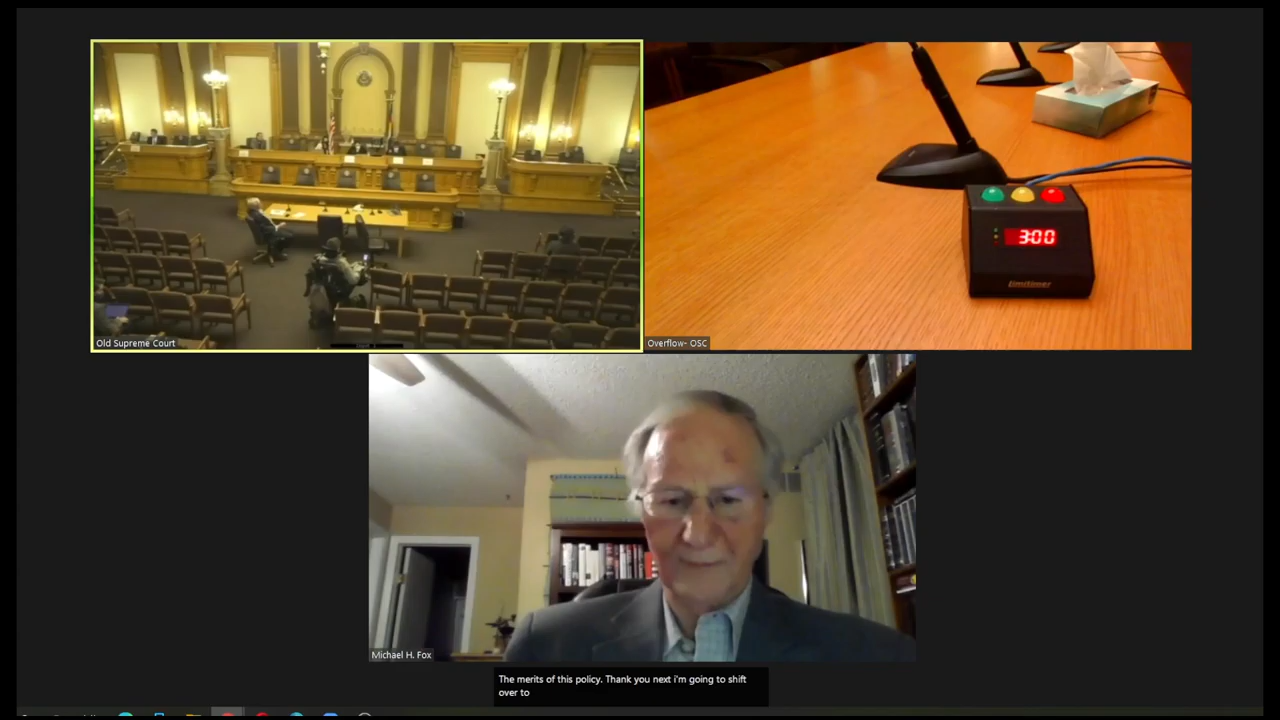 Old Supreme Court
Overflow- OSC
3:00
limitimer
Michael H. Fox
The merits of this policy. Thank you next i'm going to shift
over to